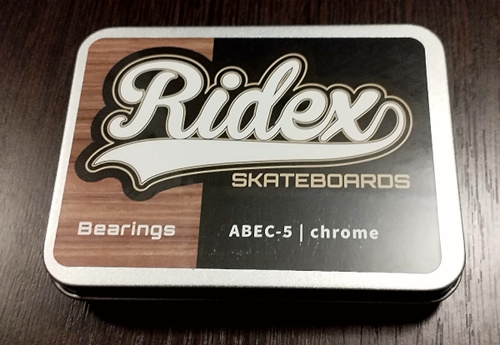 Ridex
SKATEBOARDS
Bearings
ABEC-5 | chrome